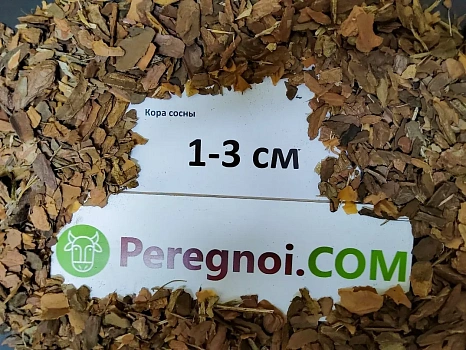 Кора сосны
1-3 см
Peregnoi.COM